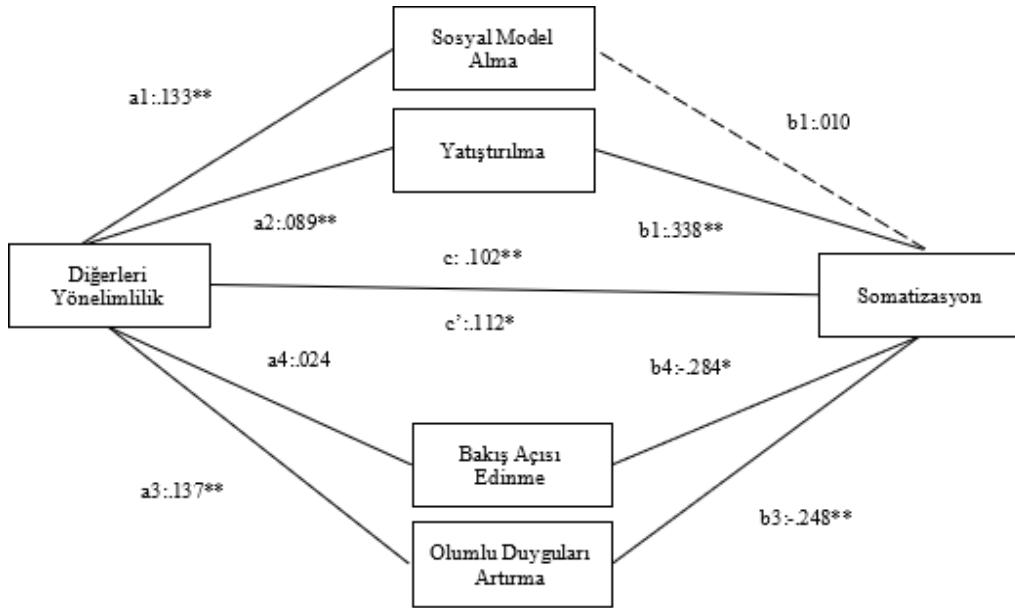 Sosyal Model
Alma
a1:.133**
b1:.010
Yatıştırılma
a2:.089**
b1:.338**
c: .102**
Diğerleri
Yönelimlilik
Somatizasyon
c’:.112*
a4:.024
b4:-.284*
Bakış Açısı
Edinme
a3:.137**
b3:-.248**
Olumlu Duyguları
Artırma